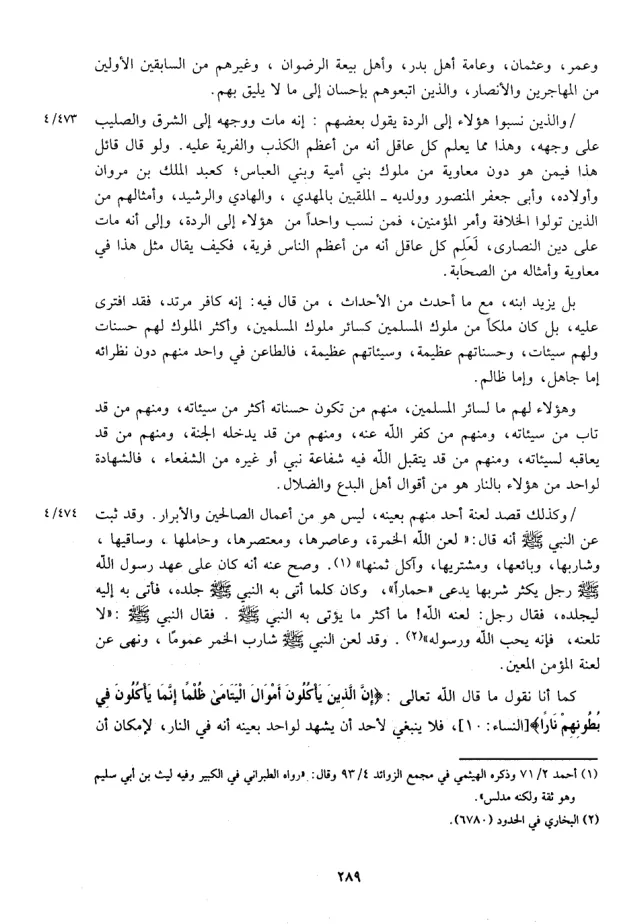 وعمر، وعثمان، وعامة أهل بدر، وأهل بيعة الرضوان ، وغيرهم من السابقين الأولين
من المهاجرين والأنصار، والذين اتبعوهم بإحسان إلى ما لا يليق بهم.
/ والذين نسبوا هؤلاء إلى الردة يقول بعضهم : إنه مات ووجهه إلى الشرق والصليب ٤/٤٧٣
على وجهه، وهذا مما يعلم كل عاقل أنه من أعظم الكذب والفرية عليه. ولو قال قائل
هذا فيمن هو دون معاوية من ملوك بني أمية وبني العباس؛ كعبد الملك بن مروان
وأولاده، وأبى جعفر المنصور وولديه ــ الملقبين بالمهدي ، والهادي والرشيد، وأمثالهم من
الذين تولوا الخلافة وأمر المؤمنين، فمن نسب واحداً من هؤلاء إلى الردة، وإلى أنه مات
على دين النصارى، لَعَلِم كل عاقل أنه من أعظم الناس فرية، فكيف يقال مثل هذا في
معاوية وأمثاله من الصحابة.
بل يزيد ابنه، مع ما أحدث من الأحداث ، من قال فيه: إنه كافر مرتد، فقد افترى
عليه، بل كان ملكاً من ملوك المسلمين كسائر ملوك المسلمين، وأكثر الملوك لهم حسنات
ولهم سيئات، وحسناتهم عظيمة، وسيئاتهم عظيمة، فالطاعن في واحد منهم دون نظرائه
إما جاهل، وإما ظالم.
وهؤلاء لهم ما لسائر المسلمين، منهم من تكون حسناته أكثر من سيئاته، ومنهم من قد
تاب من سيئاته، ومنهم من كفر الله عنه، ومنهم من قد يدخله الجنة، ومنهم من قد
يعاقبه لسيئاته، ومنهم من قد يتقبل الله فيه شفاعة نبي أو غيره من الشفعاء ، فالشهادة
لواحد من هؤلاء بالنار هو من أقوال أهل البدع والضلال.
/ وكذلك قصد لعنة أحد منهم بعينه، ليس هو من أعمال الصالحين والأبرار. وقد ثبت ٤/٤٧٤
عن النبي ﷺ أنه قال: « لعن الله الخمرة، وعاصرها، ومعتصرها، وحاملها ، وساقيها ،
وشاربها، وبائعها، ومشتريها، وآكل ثمنها» (١). وصح عنه أنه كان على عهد رسول الله
ﷺ رجل يكثر شربها يدعى «حماراً»، وكان كلما أتى به النبي ﷺ جلده، فأتى به إليه
ليجلده، فقال رجل: لعنه الله! ما أكثر ما يؤتى به النبي ﷺ . فقال النبي ﷺ :«لا
تلعنه، فإنه يحب الله ورسوله»(٢) . وقد لعن النبي ﷺ شارب الخمر عمومًا ، ونهى عن
لعنة المؤمن المعين.
كما أنا نقول ما قال الله تعالى :﴿إِنَّ الَّذِينَ يَأْكُلُونَ أَمْوَالَ الْيَتَامَىٰ ظُلْمًا إِنَّمَا يَأْكُلُونَ فِي
بُطُونِهِمْ نَارًا﴾[النساء: ١٠]، فلا ينبغي لأحد أن يشهد لواحد بعينه أنه في النار، لإمكان أن
(١) أحمد ٧١/٢ وذكره الهيثمي في مجمع الزوائد ٩٣/٤ وقال: «رواه الطبراني في الكبير وفيه ليث بن أبي سليم
وهو ثقة ولكنه مدلس».
(٢) البخاري في الحدود (٦٧٨٠).
٢٨٩